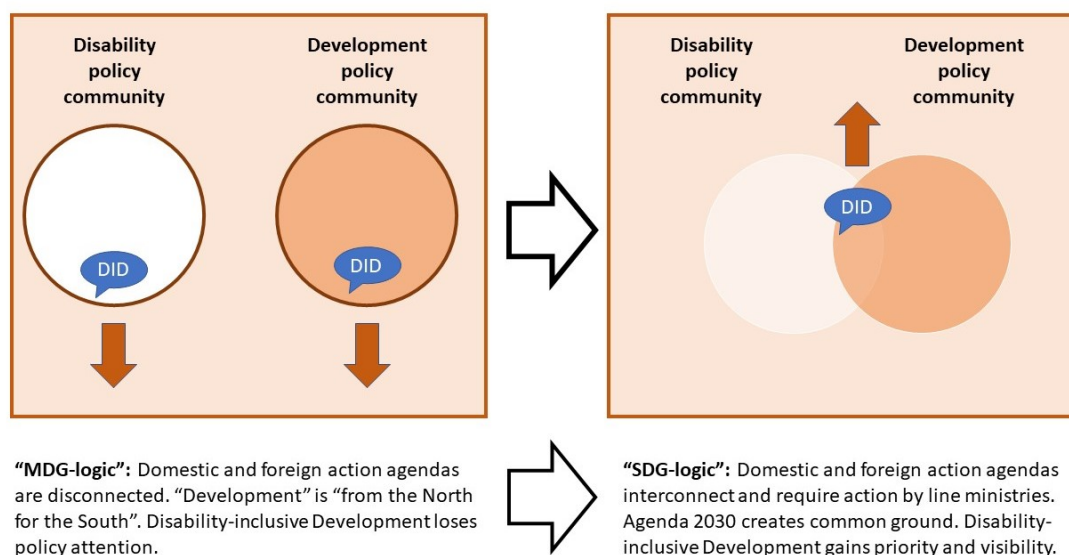 Disability
policy
community
Development
policy
community
DID
DID
Disability
policy
community
Development
policy
community
DID
“MDG-logic”: Domestic and foreign action agendas
are disconnected. “Development” is “from the North
for the South”. Disability-inclusive Development loses
policy attention.
“SDG-logic”: Domestic and foreign action agendas
interconnect and require action by line ministries.
Agenda 2030 creates common ground. Disability-
inclusive Development gains priority and visibility.